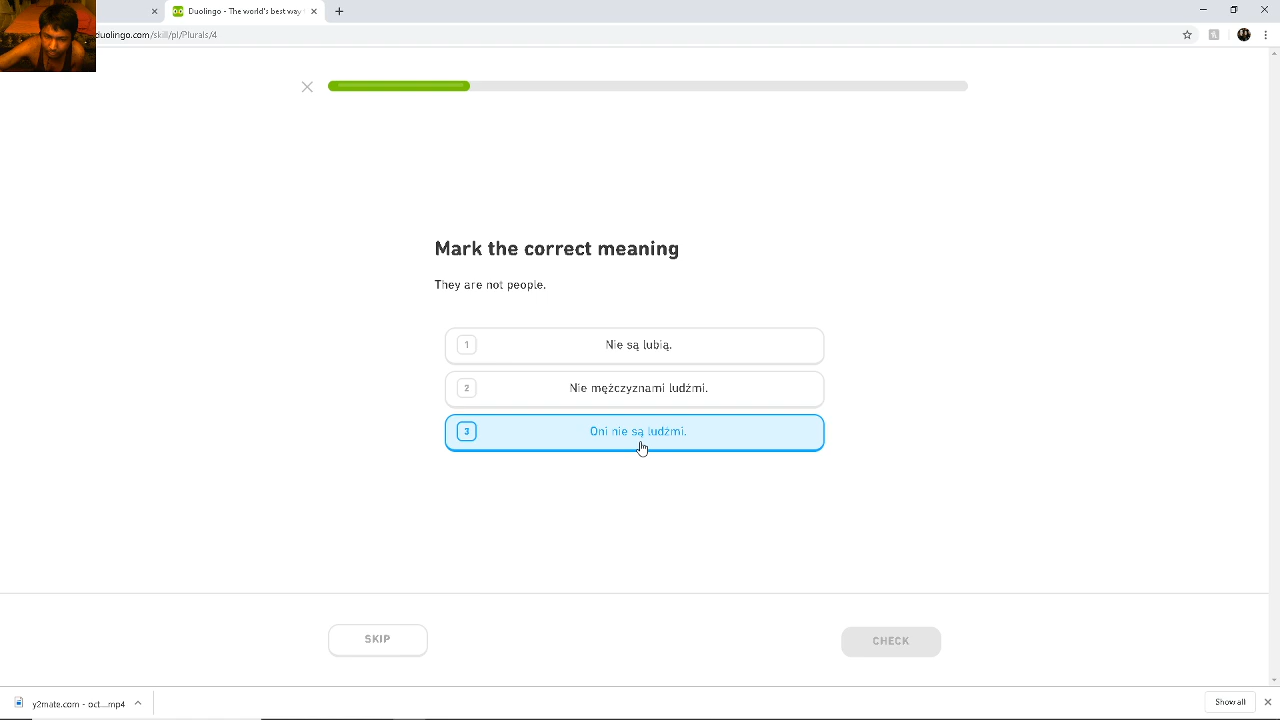 Duolingo - The world's best way t
duolingo.com/skill/pl/Plurals/4
Mark the correct meaning
They are not people.
1 Nie są lubią.
2 Nie mężczyznami ludźmi.
3 Oni nie są ludźmi.
SKIP
CHECK
y2mate.com - oct....mp4
Show all